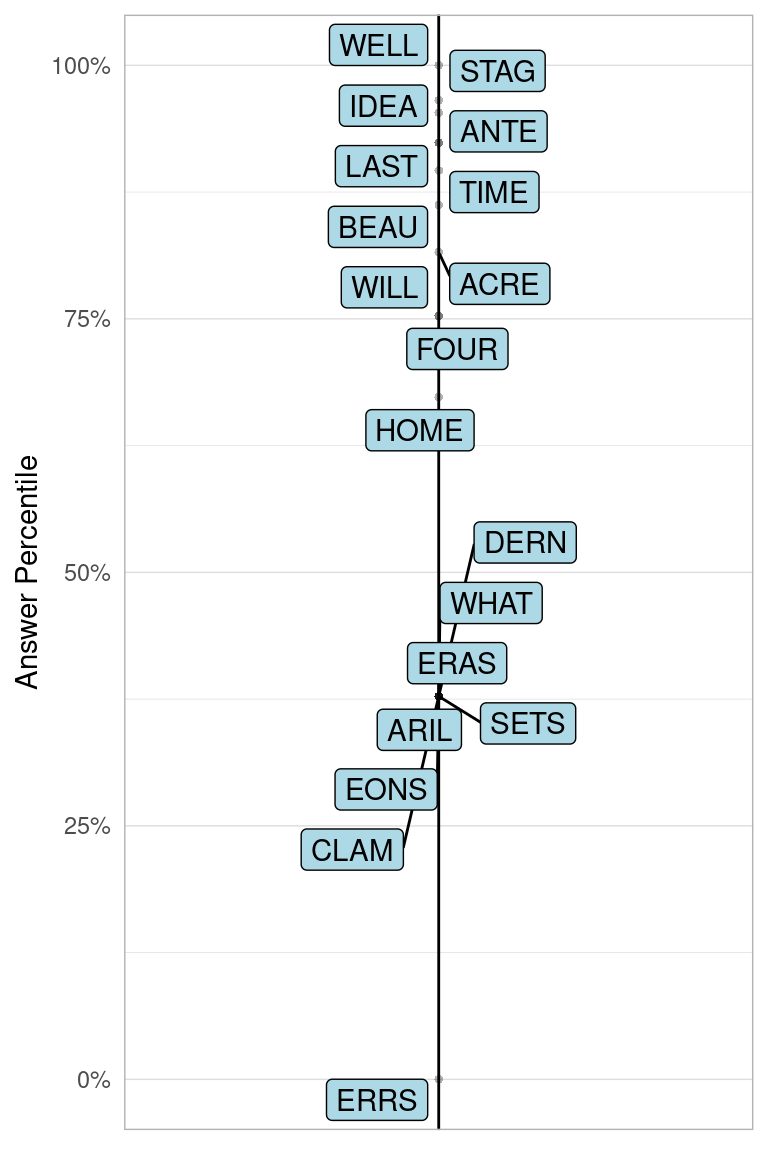 WELL
100%
STAG
IDEA
ANTE
LAST
TIME
BEAU
ACRE
WILL
75%
FOUR
HOME
DERN
50%
WHAT
Answer Percentile
ERAS
SETS
ARIL
EONS
25%
CLAM
0%
ERRS